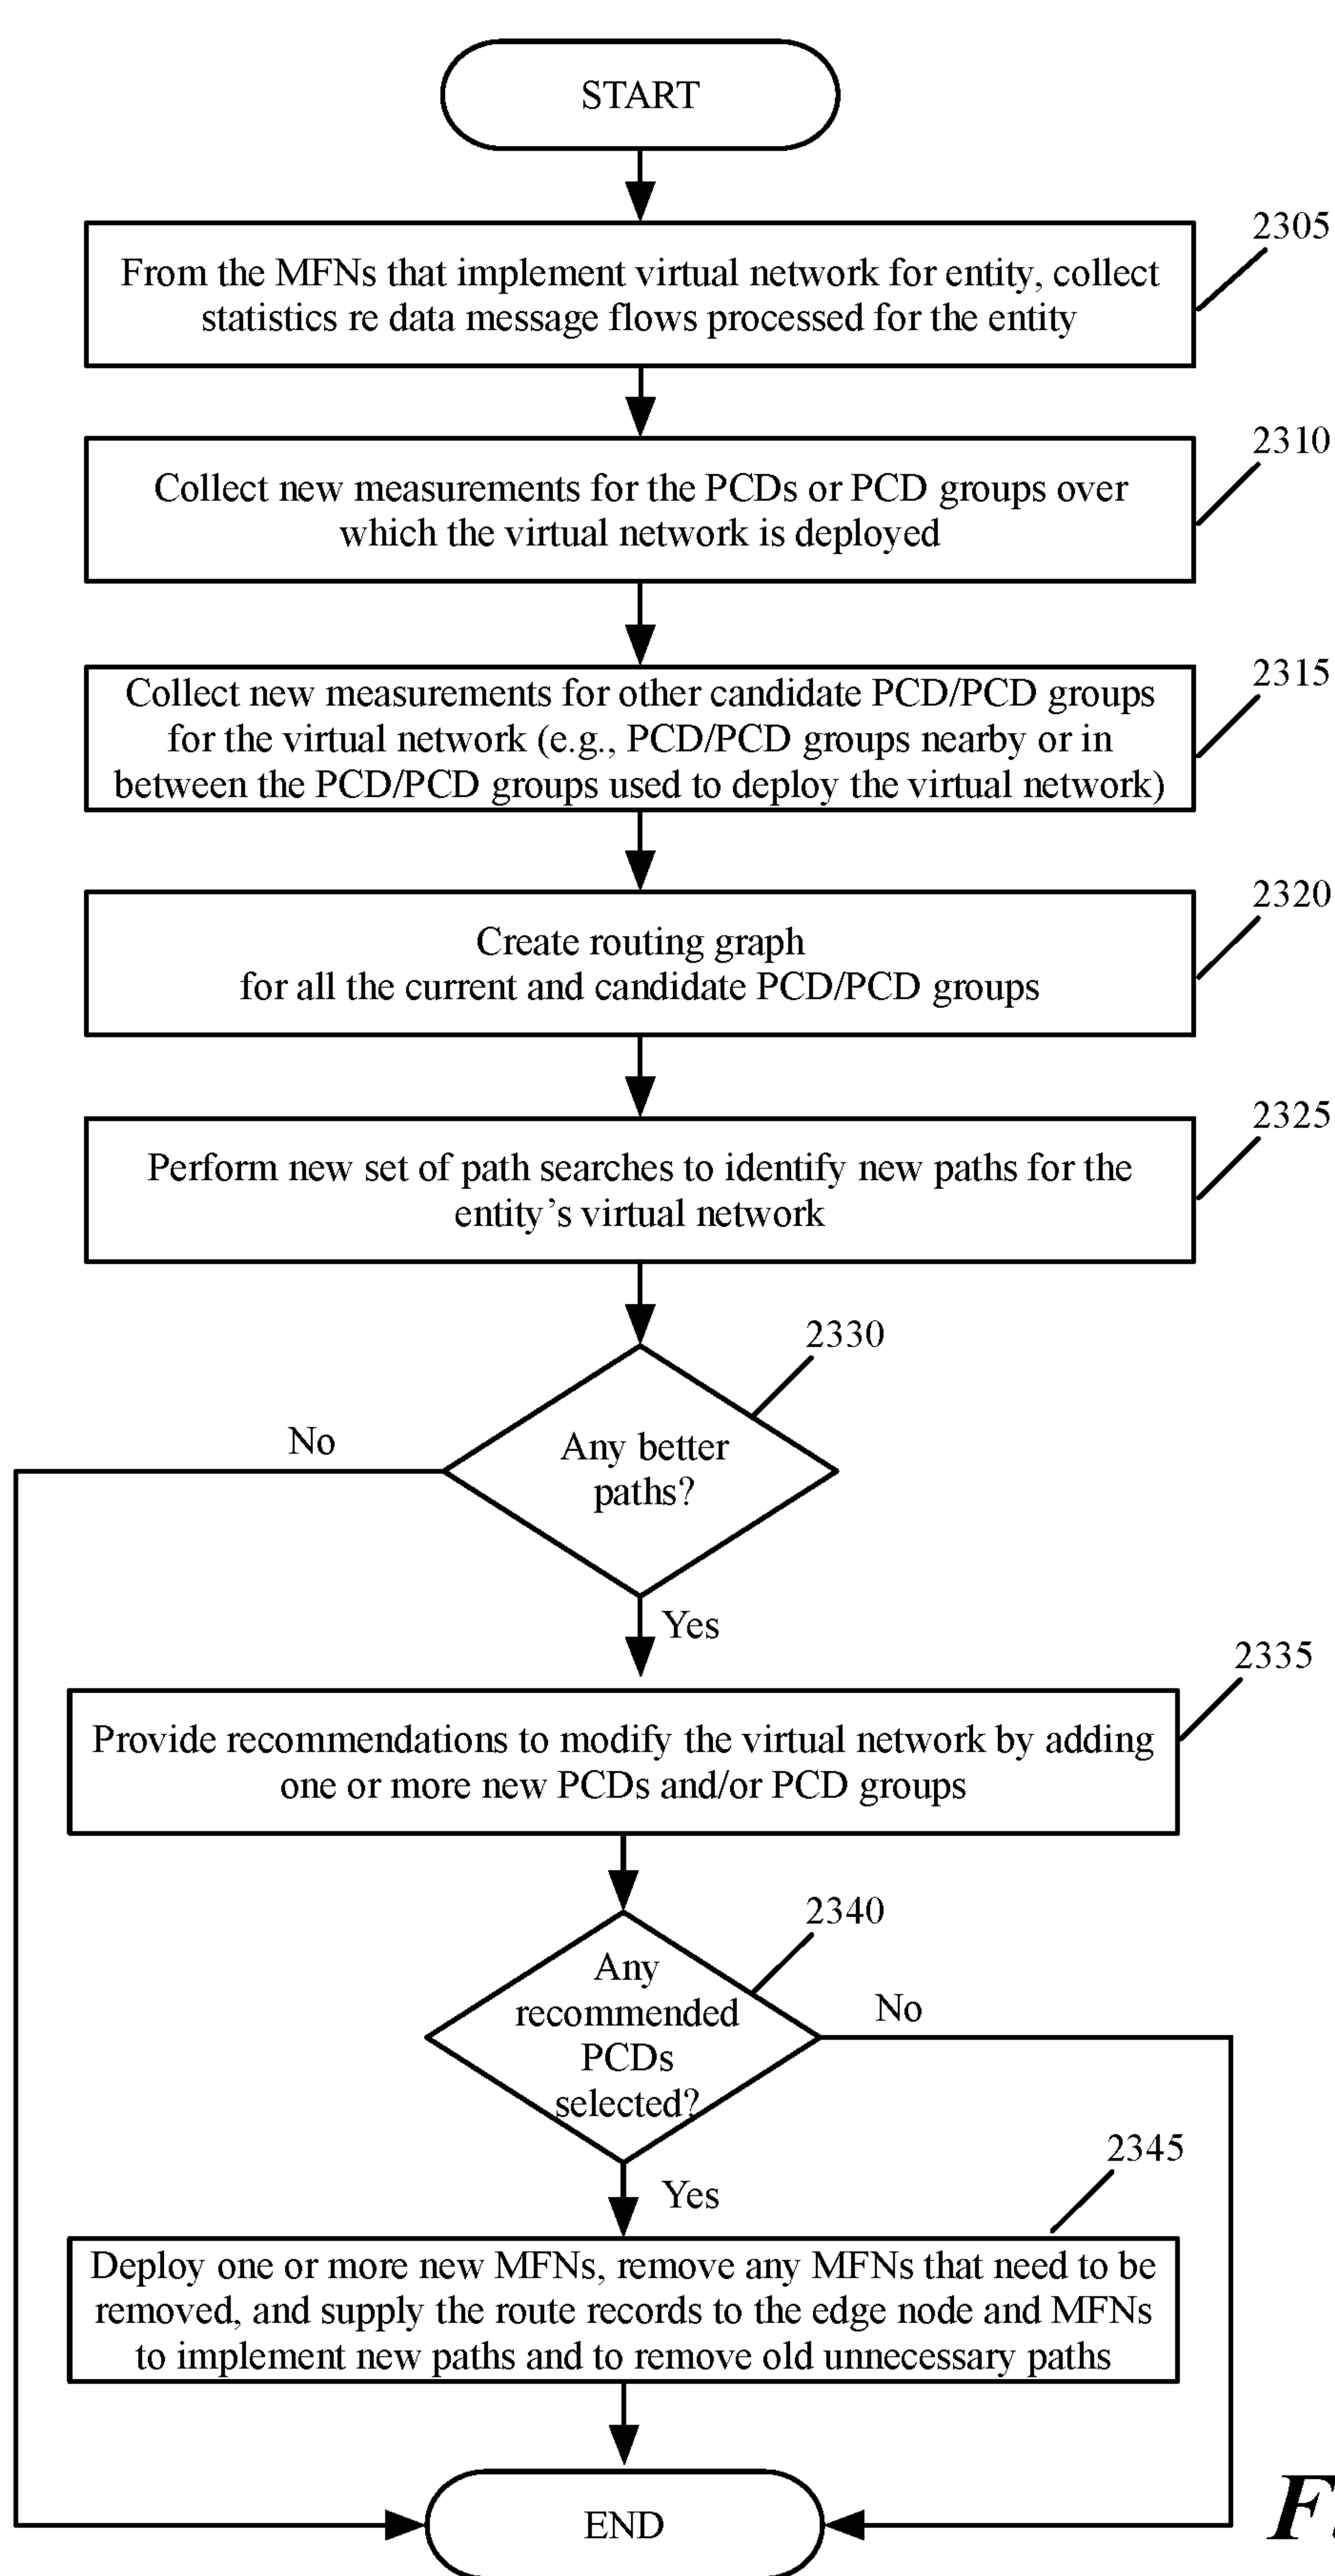 START
2305
From the MFNs that implement virtual network for entity, collect
statistics re data message flows processed for the entity
2310
Collect new measurements for the PCDs or PCD groups over
which the virtual network is deployed
2315
Collect new measurements for other candidate PCD/PCD groups
for the virtual network (e.g., PCD/PCD groups nearby or in
between the PCD/PCD groups used to deploy the virtual network)
2320
Create routing graph
for all the current and candidate PCD/PCD groups
2325
Perform new set of path searches to identify new paths for the
entity’s virtual network
2330
No
Any better
paths?
Yes
2335
Provide recommendations to modify the virtual network by adding
one or more new PCDs and/or PCD groups
2340
Any
recommended
PCDs
selected?
No
Yes
2345
Deploy one or more new MFNs, remove any MFNs that need to be
removed, and supply the route records to the edge node and MFNs
to implement new paths and to remove old unnecessary paths
END